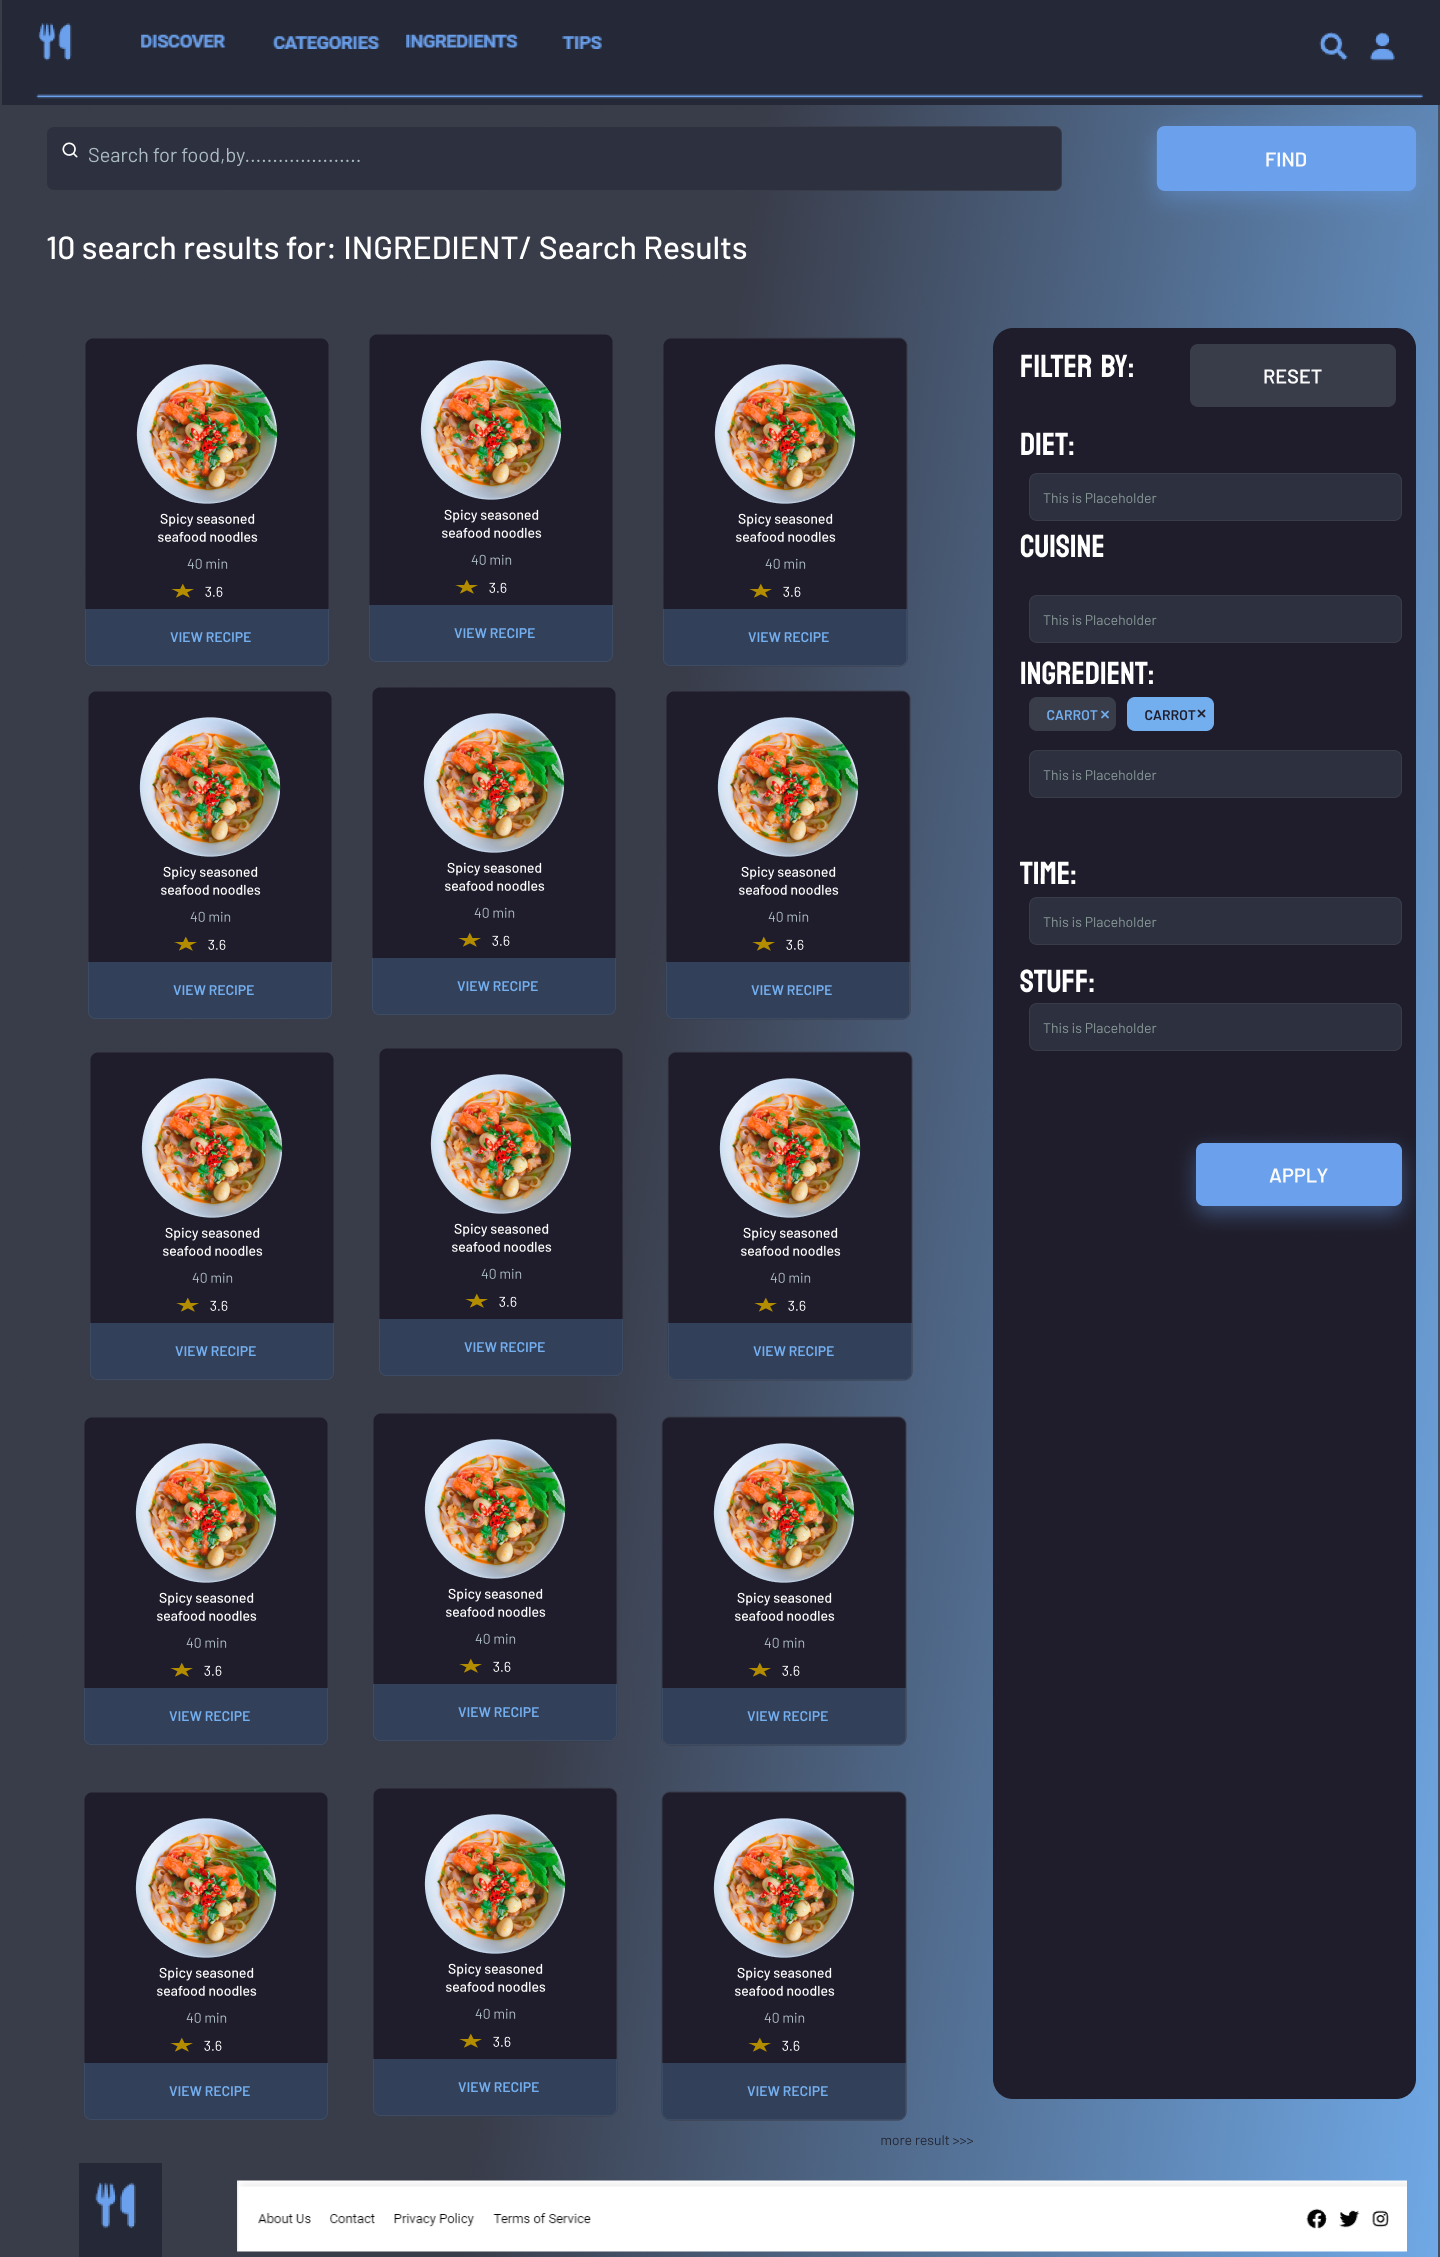 DISCOVER
CATEGORIES
INGREDIENTS
TIPS
Search for food,by.....................
FIND
10 search results for: INGREDIENT/ Search Results
Spicy seasoned
seafood noodles
40 min
3.6
VIEW RECIPE
Spicy seasoned
seafood noodles
40 min
3.6
VIEW RECIPE
Spicy seasoned
seafood noodles
40 min
3.6
VIEW RECIPE
Spicy seasoned
seafood noodles
40 min
3.6
VIEW RECIPE
Spicy seasoned
seafood noodles
40 min
3.6
VIEW RECIPE
Spicy seasoned
seafood noodles
40 min
3.6
VIEW RECIPE
Spicy seasoned
seafood noodles
40 min
3.6
VIEW RECIPE
Spicy seasoned
seafood noodles
40 min
3.6
VIEW RECIPE
Spicy seasoned
seafood noodles
40 min
3.6
VIEW RECIPE
Spicy seasoned
seafood noodles
40 min
3.6
VIEW RECIPE
Spicy seasoned
seafood noodles
40 min
3.6
VIEW RECIPE
Spicy seasoned
seafood noodles
40 min
3.6
VIEW RECIPE
Spicy seasoned
seafood noodles
40 min
3.6
VIEW RECIPE
Spicy seasoned
seafood noodles
40 min
3.6
VIEW RECIPE
Spicy seasoned
seafood noodles
40 min
3.6
VIEW RECIPE
more result >>>
FILTER BY:
RESET
DIET:
This is Placeholder
CUISINE
This is Placeholder
INGREDIENT:
CARROT ×
CARROT ×
This is Placeholder
TIME:
This is Placeholder
STUFF:
This is Placeholder
APPLY
About Us
Contact
Privacy Policy
Terms of Service